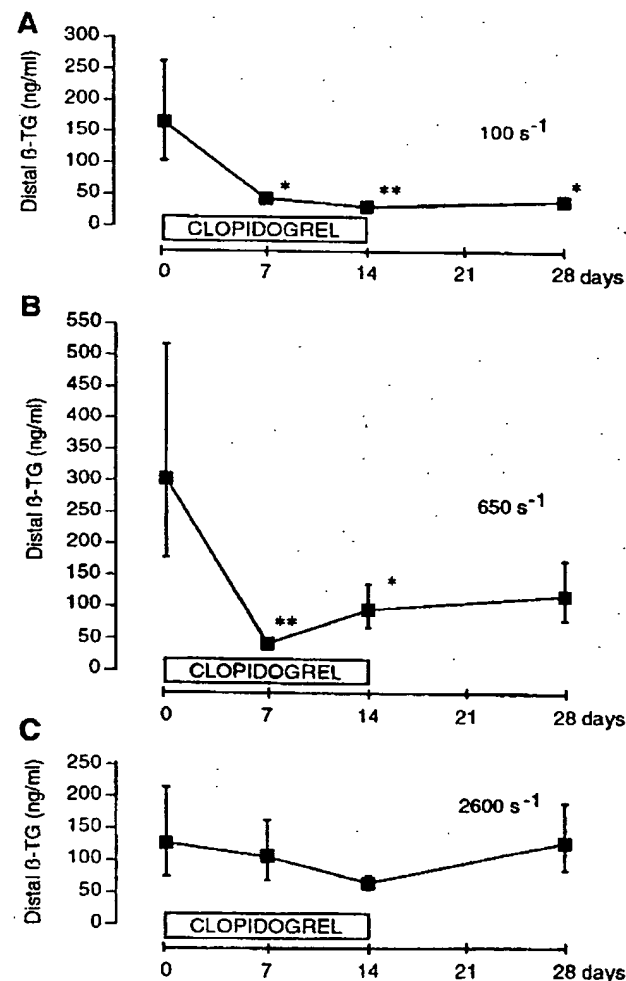 A
Distal ß-TG (ng/ml)
300
250
200
150
100
50
0
100 s-1
*
**
*
CLOPIDOGREL
0 7 14 21 28 days
B
Distal ß-TG (ng/ml)
550
500
450
400
350
300
250
200
150
100
50
0
650 s-1
**
*
CLOPIDOGREL
0 7 14 21 28 days
C
Distal ß-TG (ng/ml)
250
200
150
100
50
0
2600 s-1
CLOPIDOGREL
0 7 14 21 28 days